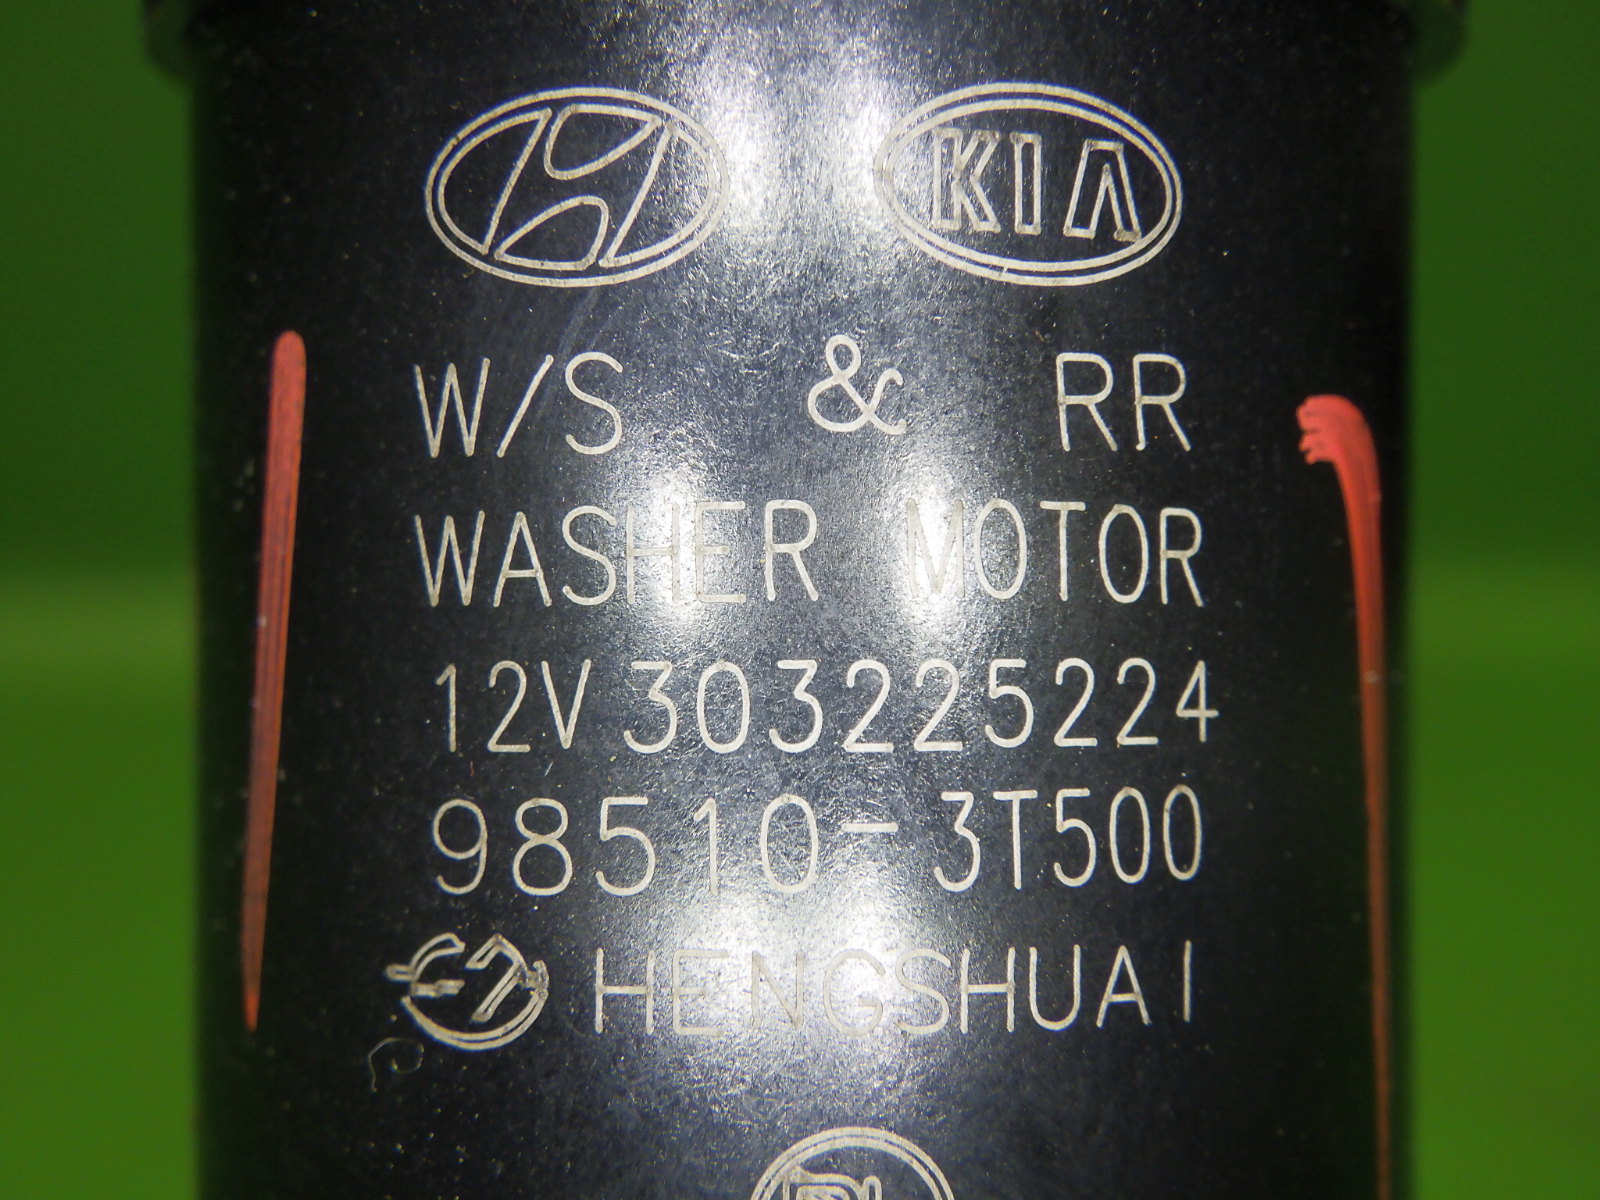 KIA
W/S & RR
WASHER MOTOR
12V 303225224
98510-3T500
HENGSHUAI